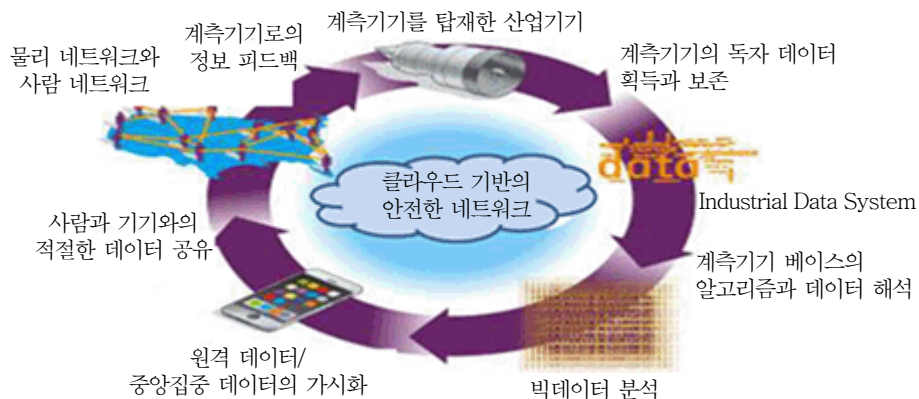 계측기기를 탑재한 산업기기
계측기기의 독자 데이터
획득과 보존
data
Industrial Data System
계측기기 베이스의
알고리즘과 데이터 해석
빅데이터 분석
원격 데이터/
중앙집중 데이터의 가시화
사람과 기기와의
적절한 데이터 공유
물리 네트워크와
사람 네트워크
계측기기로의
정보 피드백
클라우드 기반의
안전한 네트워크